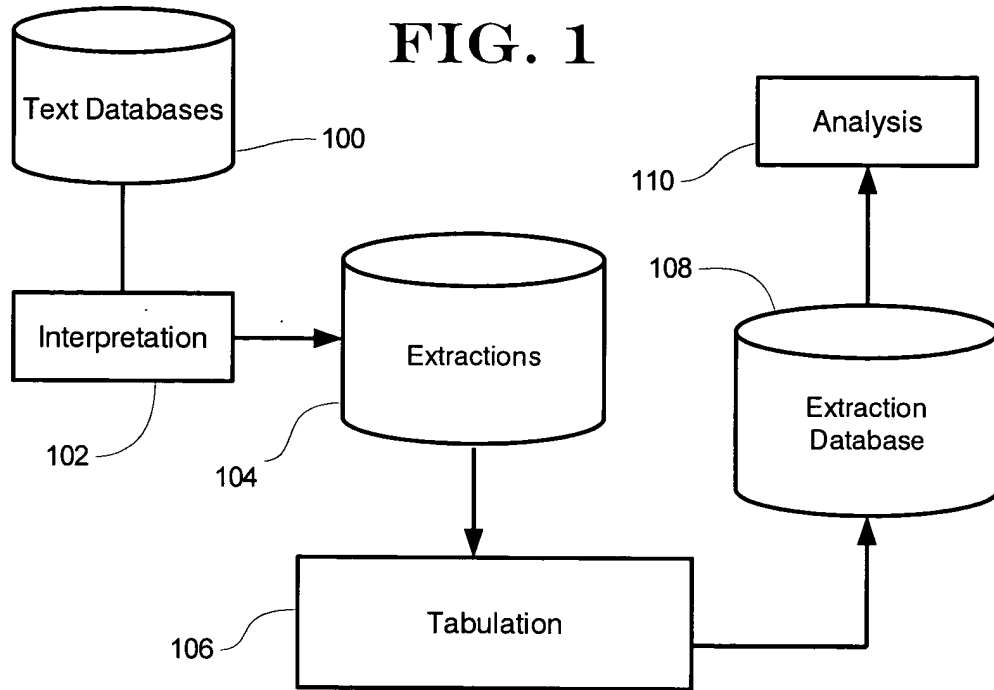 FIG. 1
Text Databases
100
Interpretation
102
Extractions
104
Tabulation
106
Extraction
Database
108
Analysis
110